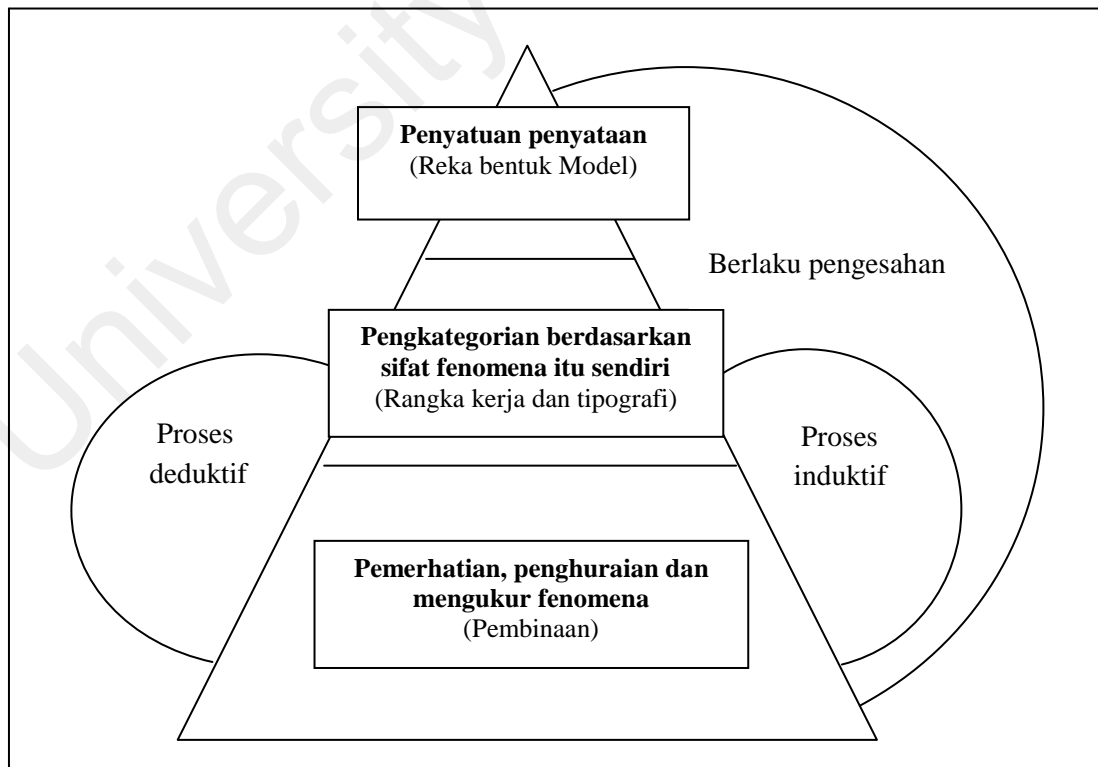 University
Penyatuan penyataan
(Reka bentuk Model)
Berlaku pengesahan
Pengkategorian berdasarkan
sifat fenomena itu sendiri
(Rangka kerja dan tipografi)
Proses
deduktif
Proses
induktif
Pemerhatian, penghuraian dan
mengukur fenomena
(Pembinaan)